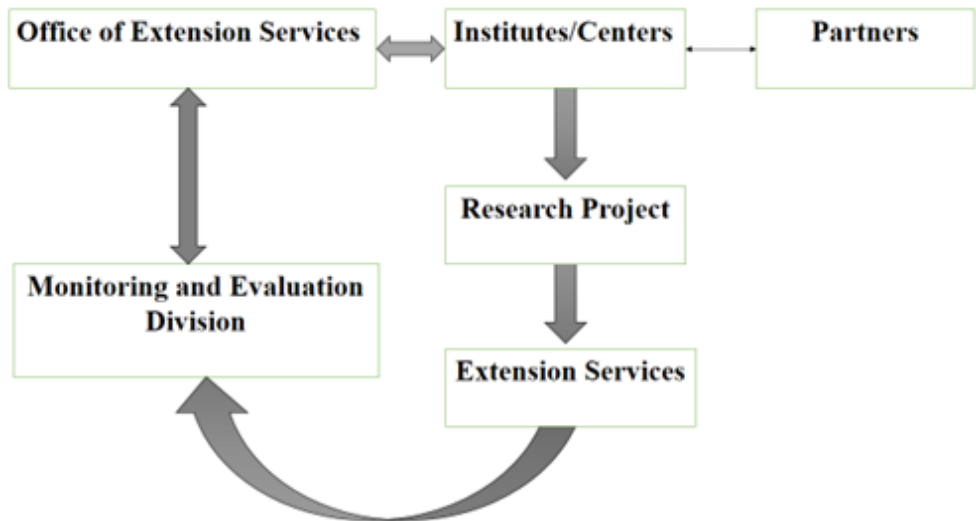 Office of Extension Services
Institutes/Centers
Partners
Research Project
Monitoring and Evaluation
Division
Extension Services